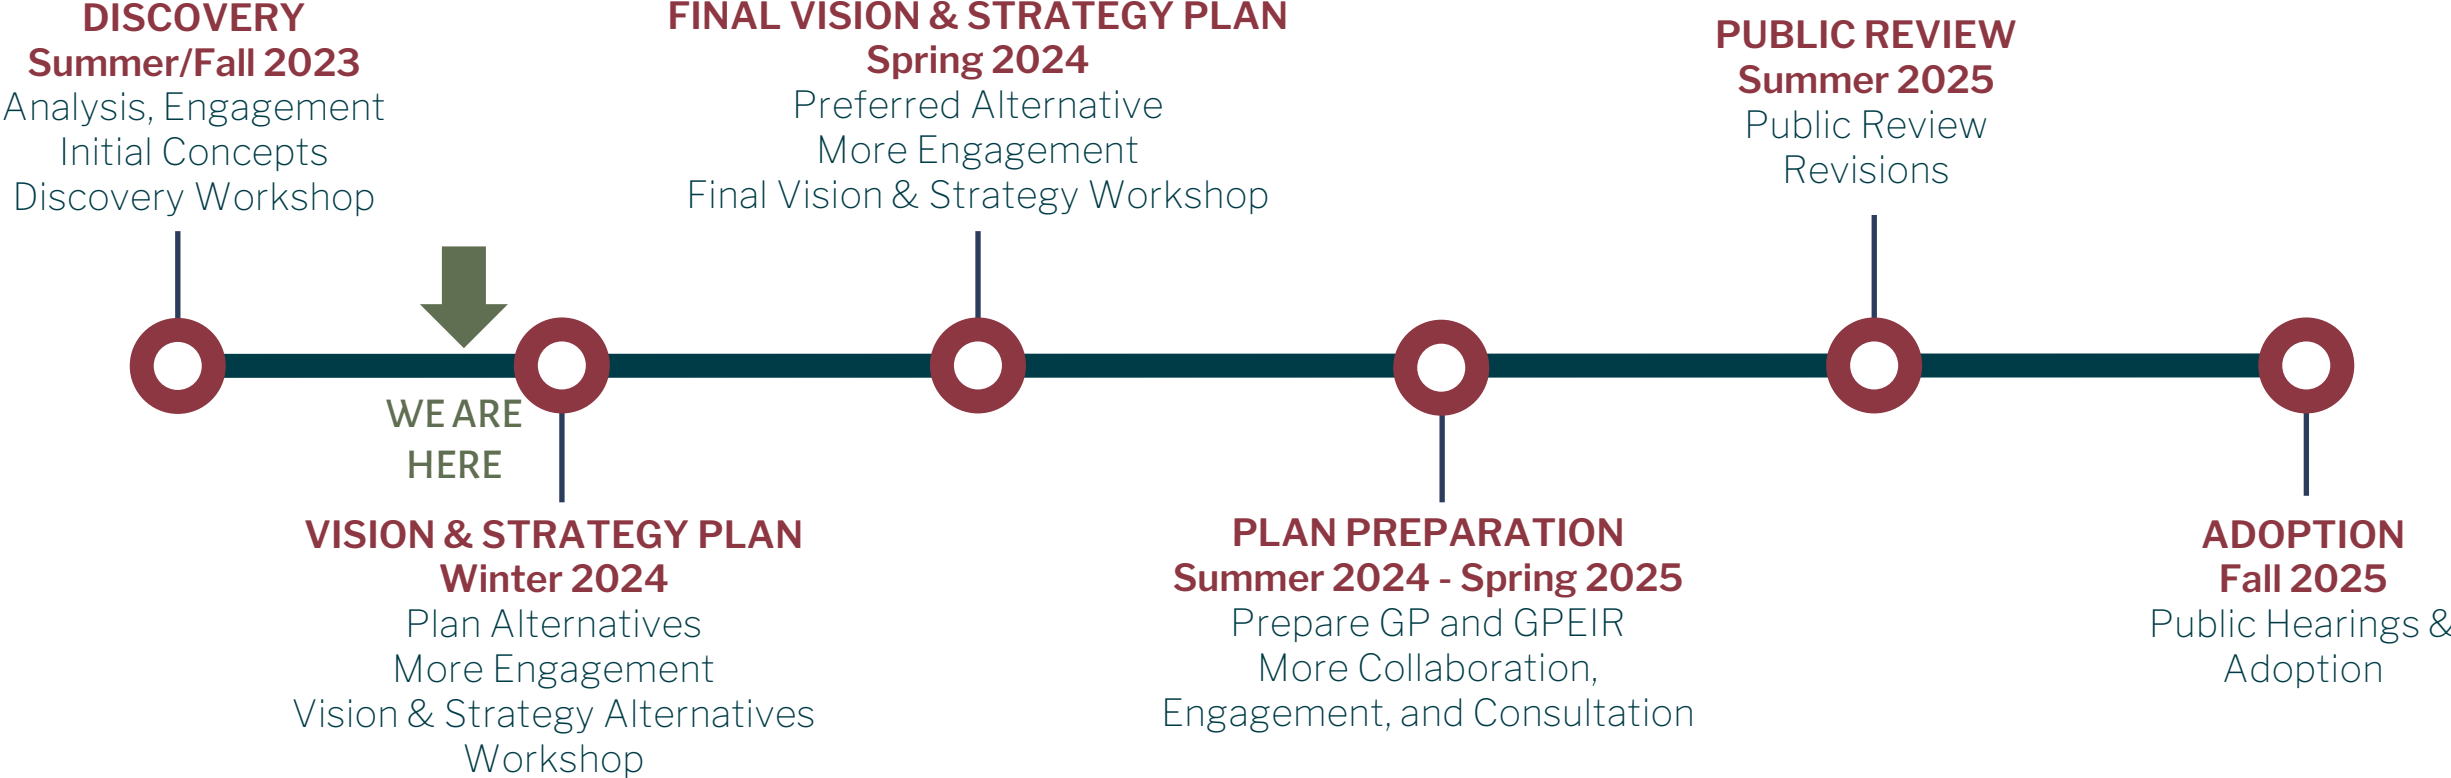 DISCOVERY
Summer/Fall 2023
Analysis, Engagement
Initial Concepts
Discovery Workshop
WE ARE
HERE
VISION & STRATEGY PLAN
Winter 2024
Plan Alternatives
More Engagement
Vision & Strategy Alternatives
Workshop
FINAL VISION & STRATEGY PLAN
Spring 2024
Preferred Alternative
More Engagement
Final Vision & Strategy Workshop
PLAN PREPARATION
Summer 2024 - Spring 2025
Prepare GP and GPEIR
More Collaboration,
Engagement, and Consultation
PUBLIC REVIEW
Summer 2025
Public Review
Revisions
ADOPTION
Fall 2025
Public Hearings &
Adoption